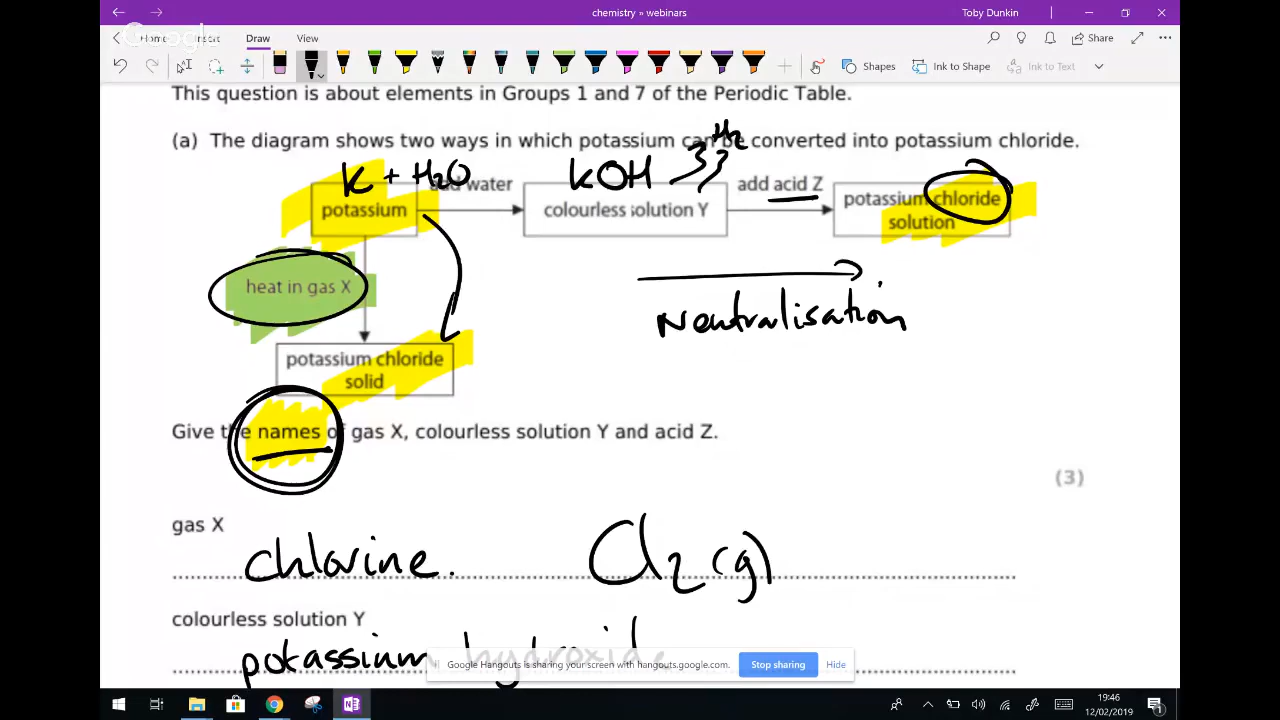 chemistry » webinars
Toby Dunkin
Google
Home Insert Draw View
Share
Shapes Ink to Shape Ink to Text
This question is about elements in Groups 1 and 7 of the Periodic Table.
(a) The diagram shows two ways in which potassium can be converted into potassium chloride.
K + H2O
KOH
H2
add water
add acid Z
potassium
colourless solution Y
potassium chloride
solution
heat in gas X
Neutralisation
potassium chloride
solid
Give the names of gas X, colourless solution Y and acid Z.
(3)
gas X
chlorine. Cl2(g)
colourless solution Y
potassium hydroxide
Google Hangouts is sharing your screen with hangouts.google.com. Stop sharing Hide
19:46
12/02/2019
1